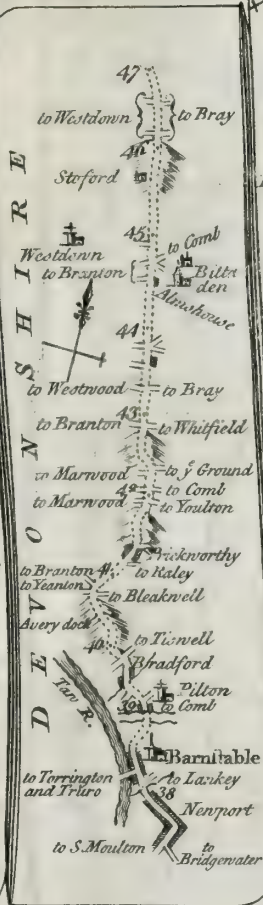 47
to Westdown
to Bray
46
Stoford
45
to Comb
Westdown
to Branton
Bitta
den
Almshouse
44
to Westwood
to Bray
43
to Branton
to Whitfield
to Marwood
to yͤ Ground
42
to Comb
to Marwood
to Youlton
Prickworthy
to Raley
to Branton
41
to Yeanton
to Bleakwell
Avery dock
40
to Tiswell
Bradford
Pilton
39
to Comb
Taw R.
Barnstable
to Torrington
and Truro
to Lankey
38
Newport
to S. Moulton
to
Bridgewater
DEVONSHIRE